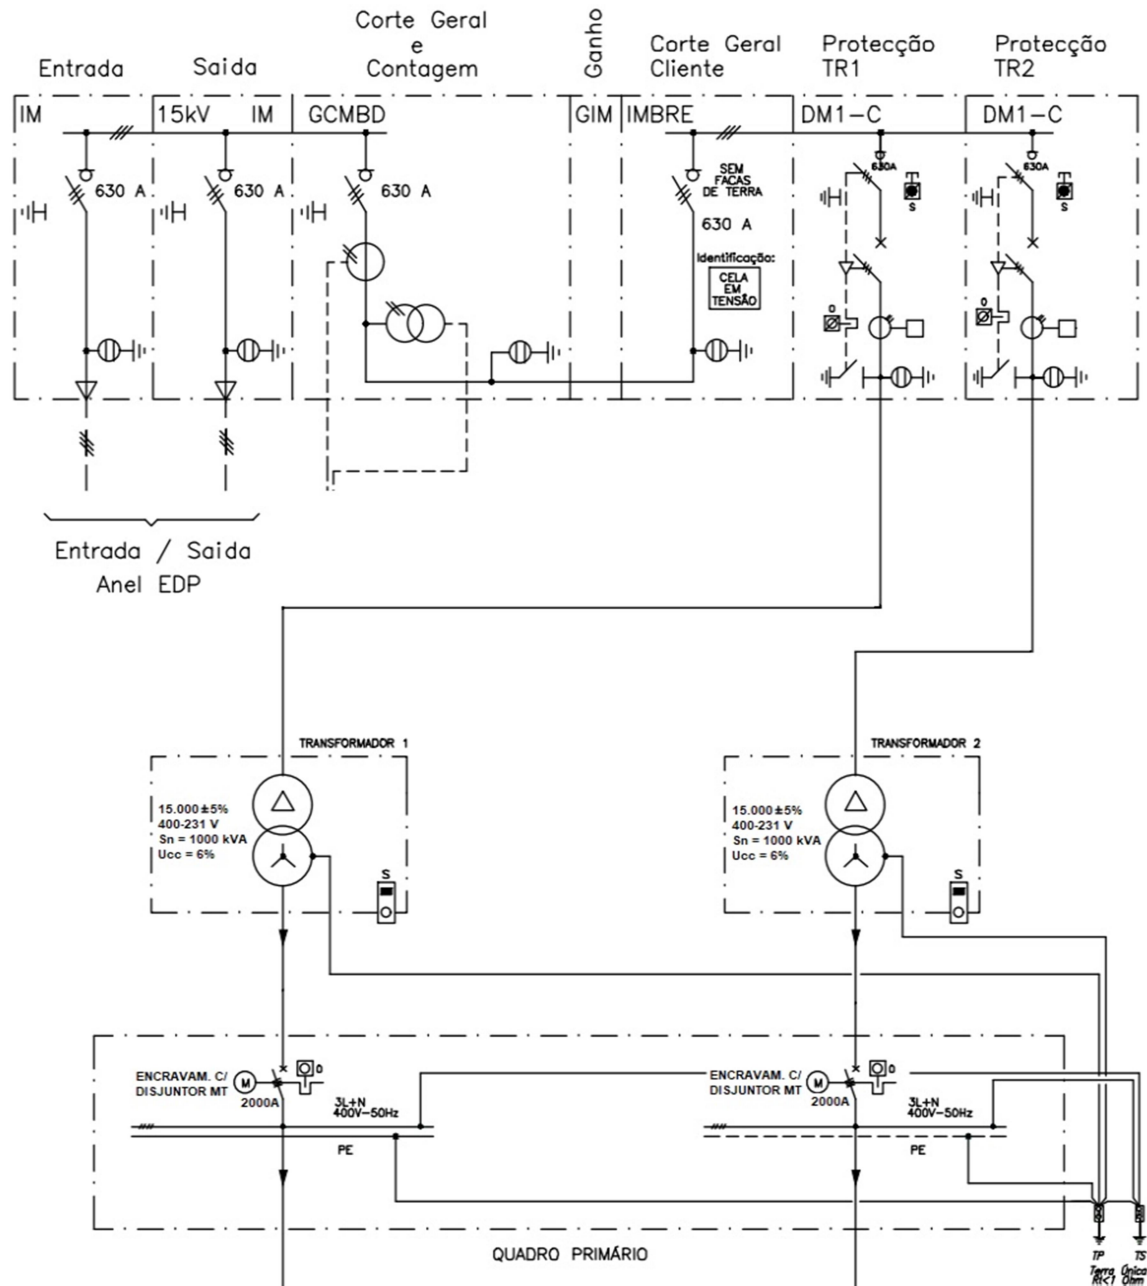 Entrada
Saida
Corte Geral
e
Contagem
Ganho
Corte Geral
Cliente
Protecção
TR1
Protecção
TR2
IM
15kV IM
GCMBD
GIM
IMBRE
DM1-C
DM1-C
630 A
630 A
630 A
SEM
FACAS
DE TERRA
630 A
Identificação:
CELA
EM
TENSÃO
630A
S
D
630A
S
D
Entrada / Saida
Anel EDP
TRANSFORMADOR 1
15.000±5%
400-231 V
Sn = 1000 kVA
Ucc = 6%
S
TRANSFORMADOR 2
15.000±5%
400-231 V
Sn = 1000 kVA
Ucc = 6%
S
ENCRAVAM. C/
DISJUNTOR MT
M
2000A
O
3L+N
400V-50Hz
PE
ENCRAVAM. C/
DISJUNTOR MT
M
2000A
O
3L+N
400V-50Hz
PE
QUADRO PRIMÁRIO
TP TS
Terra Única
Rt<1 Ohm